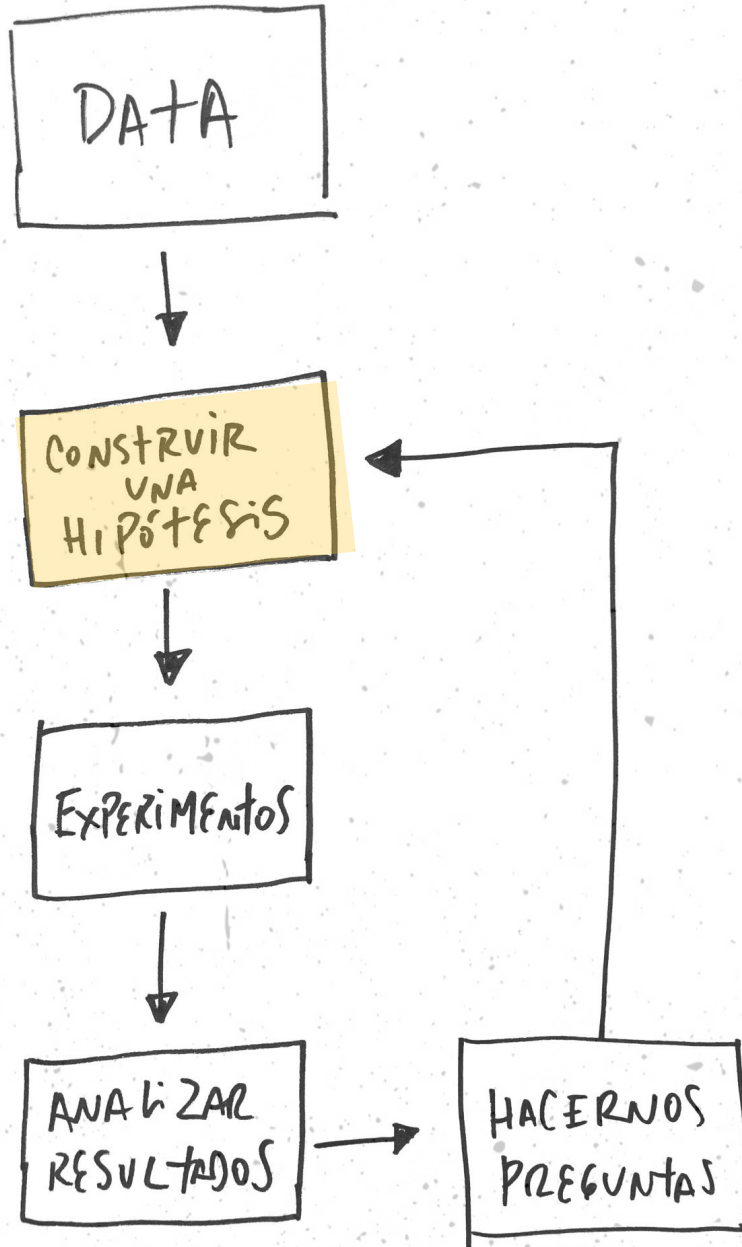 DATA
CONSTRUIR
UNA
HIPÓTESIS
EXPERIMENTOS
ANALIZAR
RESULTADOS
HACERNOS
PREGUNTAS